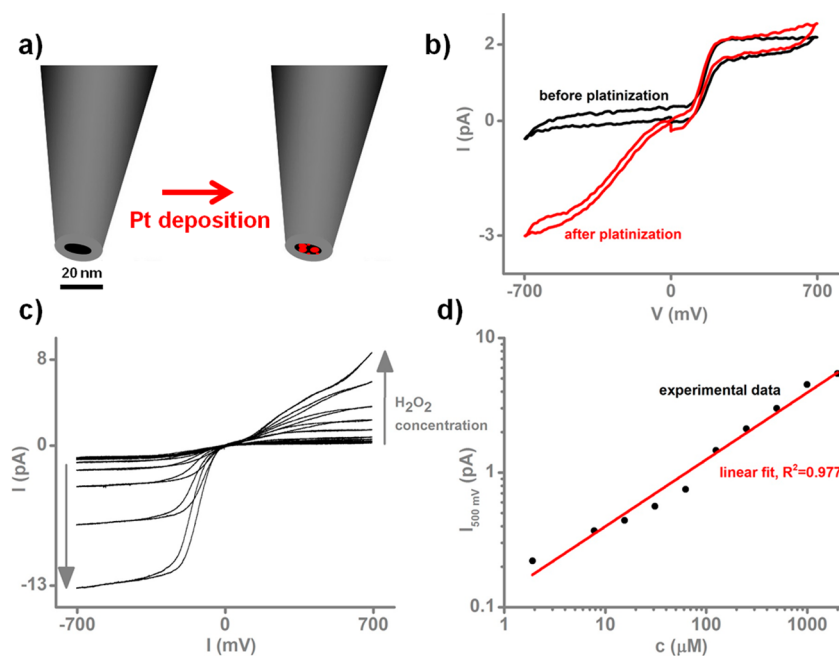 a)
Pt deposition
20 nm
b)
I (pA)
2
0
-3
before platinization
after platinization
-700
0
700
V (mV)
c)
I (pA)
8
0
-13
H2O2
concentration
-700
0
700
I (mV)
d)
I500 mV (pA)
10
1
0.1
experimental data
linear fit, R²=0.977
1
10
100
1000
c (µM)